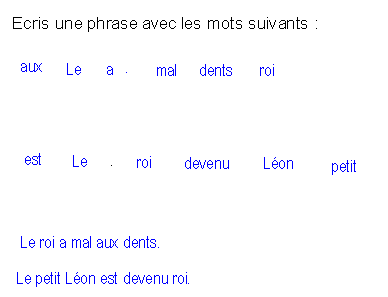 Ecris une phrase avec les mots suivants :
aux Le a . mal dents roi
est Le . roi devenu Léon petit
Le roi a mal aux dents.
Le petit Léon est devenu roi.